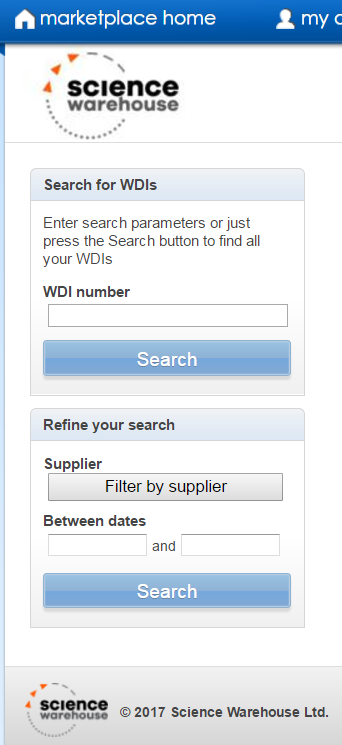 marketplace home
my
science
warehouse
Search for WDIs
Enter search parameters or just
press the Search button to find all
your WDIs
WDI number
Search
Refine your search
Supplier
Filter by supplier
Between dates
and
Search
science
warehouse
© 2017 Science Warehouse Ltd.